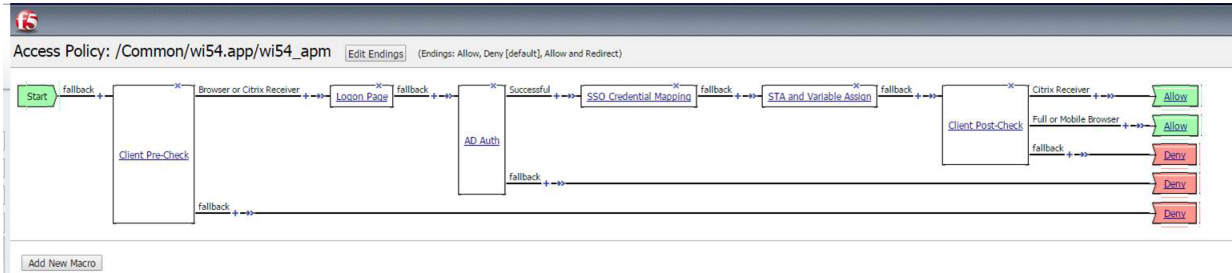 f5
Access Policy: /Common/wi54.app/wi54_apm Edit Endings (Endings: Allow, Deny [default], Allow and Redirect)
Start fallback Browser or Citrix Receiver Logon Page fallback Successful SSO Credential Mapping fallback STA and Variable Assign fallback Citrix Receiver Allow
Full or Mobile Browser Allow
Client Post-Check
AD Auth
Client Pre-Check
fallback Deny
fallback Deny
fallback Deny
Add New Macro